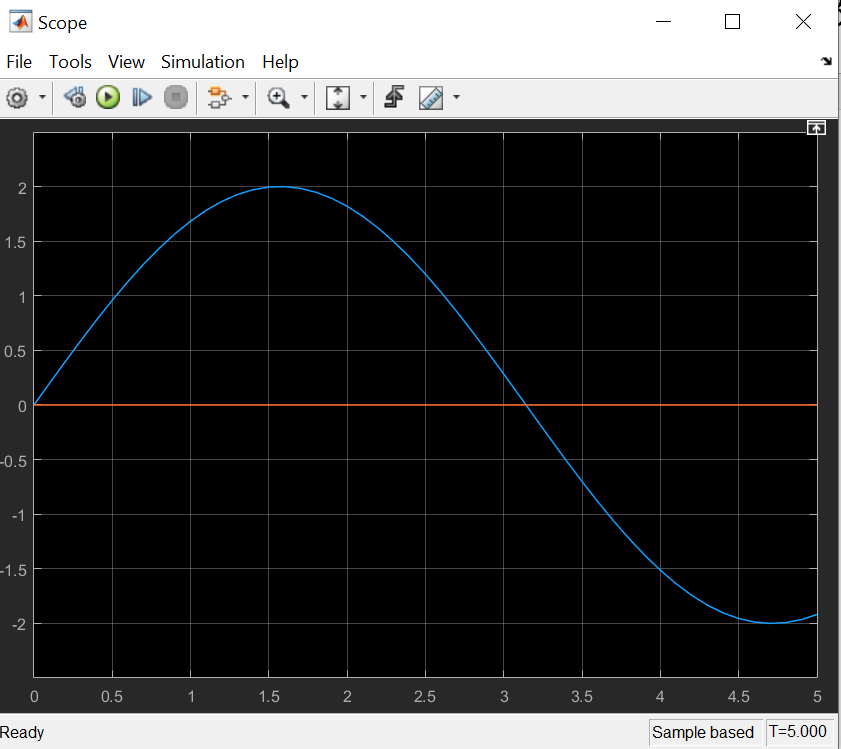 Scope
File Tools View Simulation Help
2
1.5
1
0.5
0
-0.5
-1
-1.5
-2
0 0.5 1 1.5 2 2.5 3 3.5 4 4.5 5
Ready Sample based T=5.000